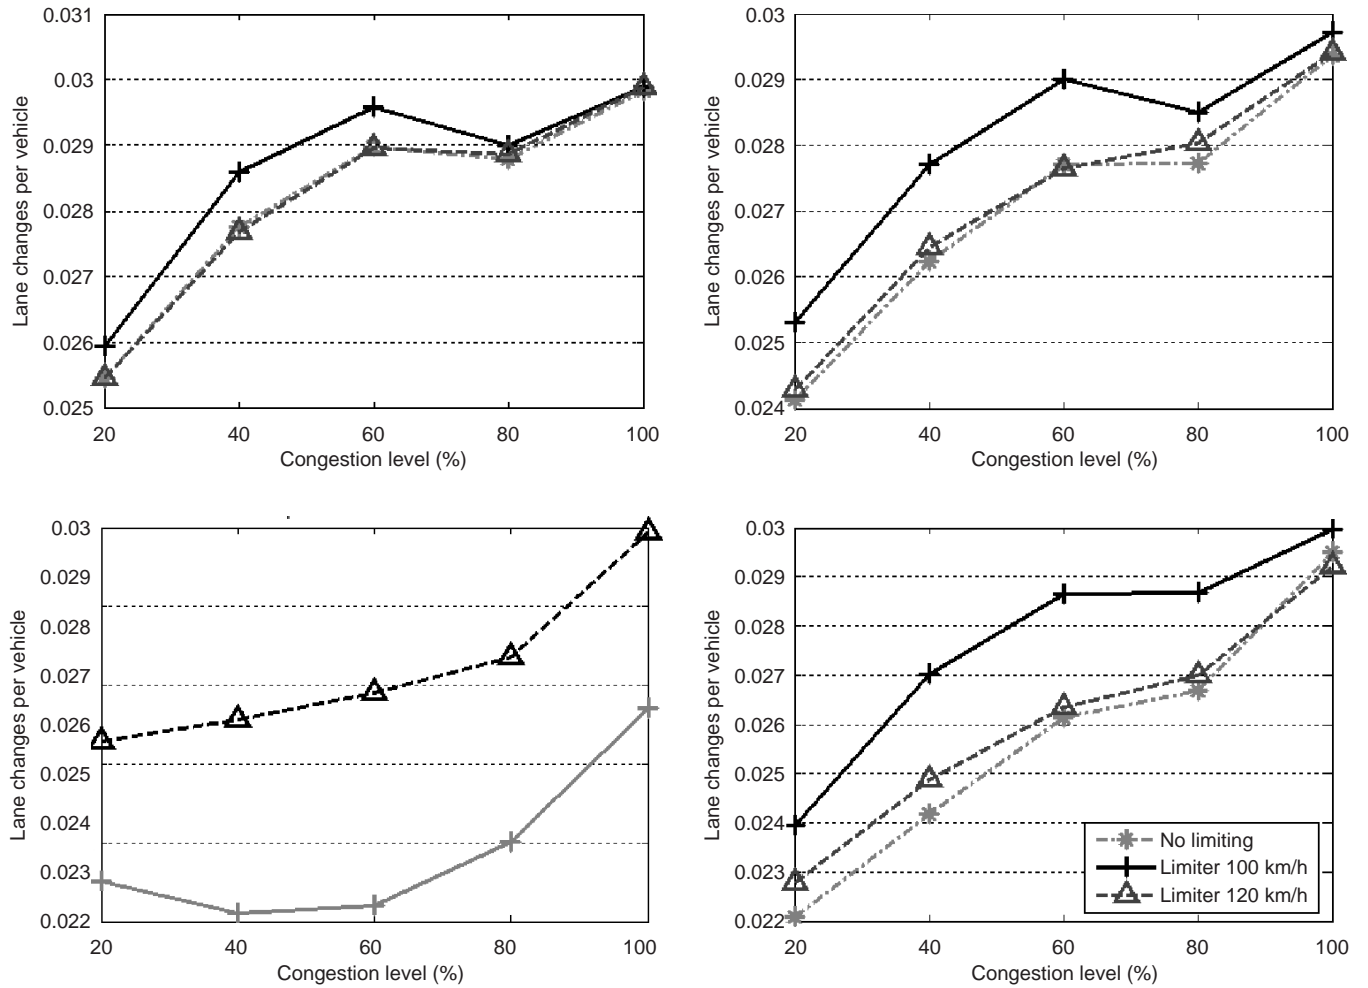 0.031
0.03
0.029
0.028
0.027
0.026
0.025
Lane changes per vehicle
20 40 60 80 100
Congestion level (%)
0.03
0.029
0.028
0.027
0.026
0.025
0.024
Lane changes per vehicle
20 40 60 80 100
Congestion level (%)
0.03
0.029
0.028
0.027
0.026
0.025
0.024
0.023
0.022
Lane changes per vehicle
20 40 60 80 100
Congestion level (%)
0.03
0.029
0.028
0.027
0.026
0.025
0.024
0.023
0.022
Lane changes per vehicle
20 40 60 80 100
Congestion level (%)
No limiting
Limiter 100 km/h
Limiter 120 km/h